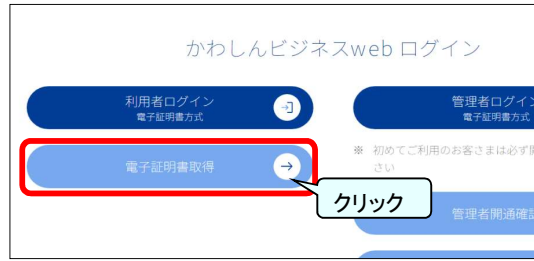 かわしんビジネスweb ログイン
利用者ログイン
電子証明書方式
電子証明書取得
クリック
管理者ログイン
電子証明書方式
※ 初めてご利用のお客さまは必ず
さい
管理者開通確